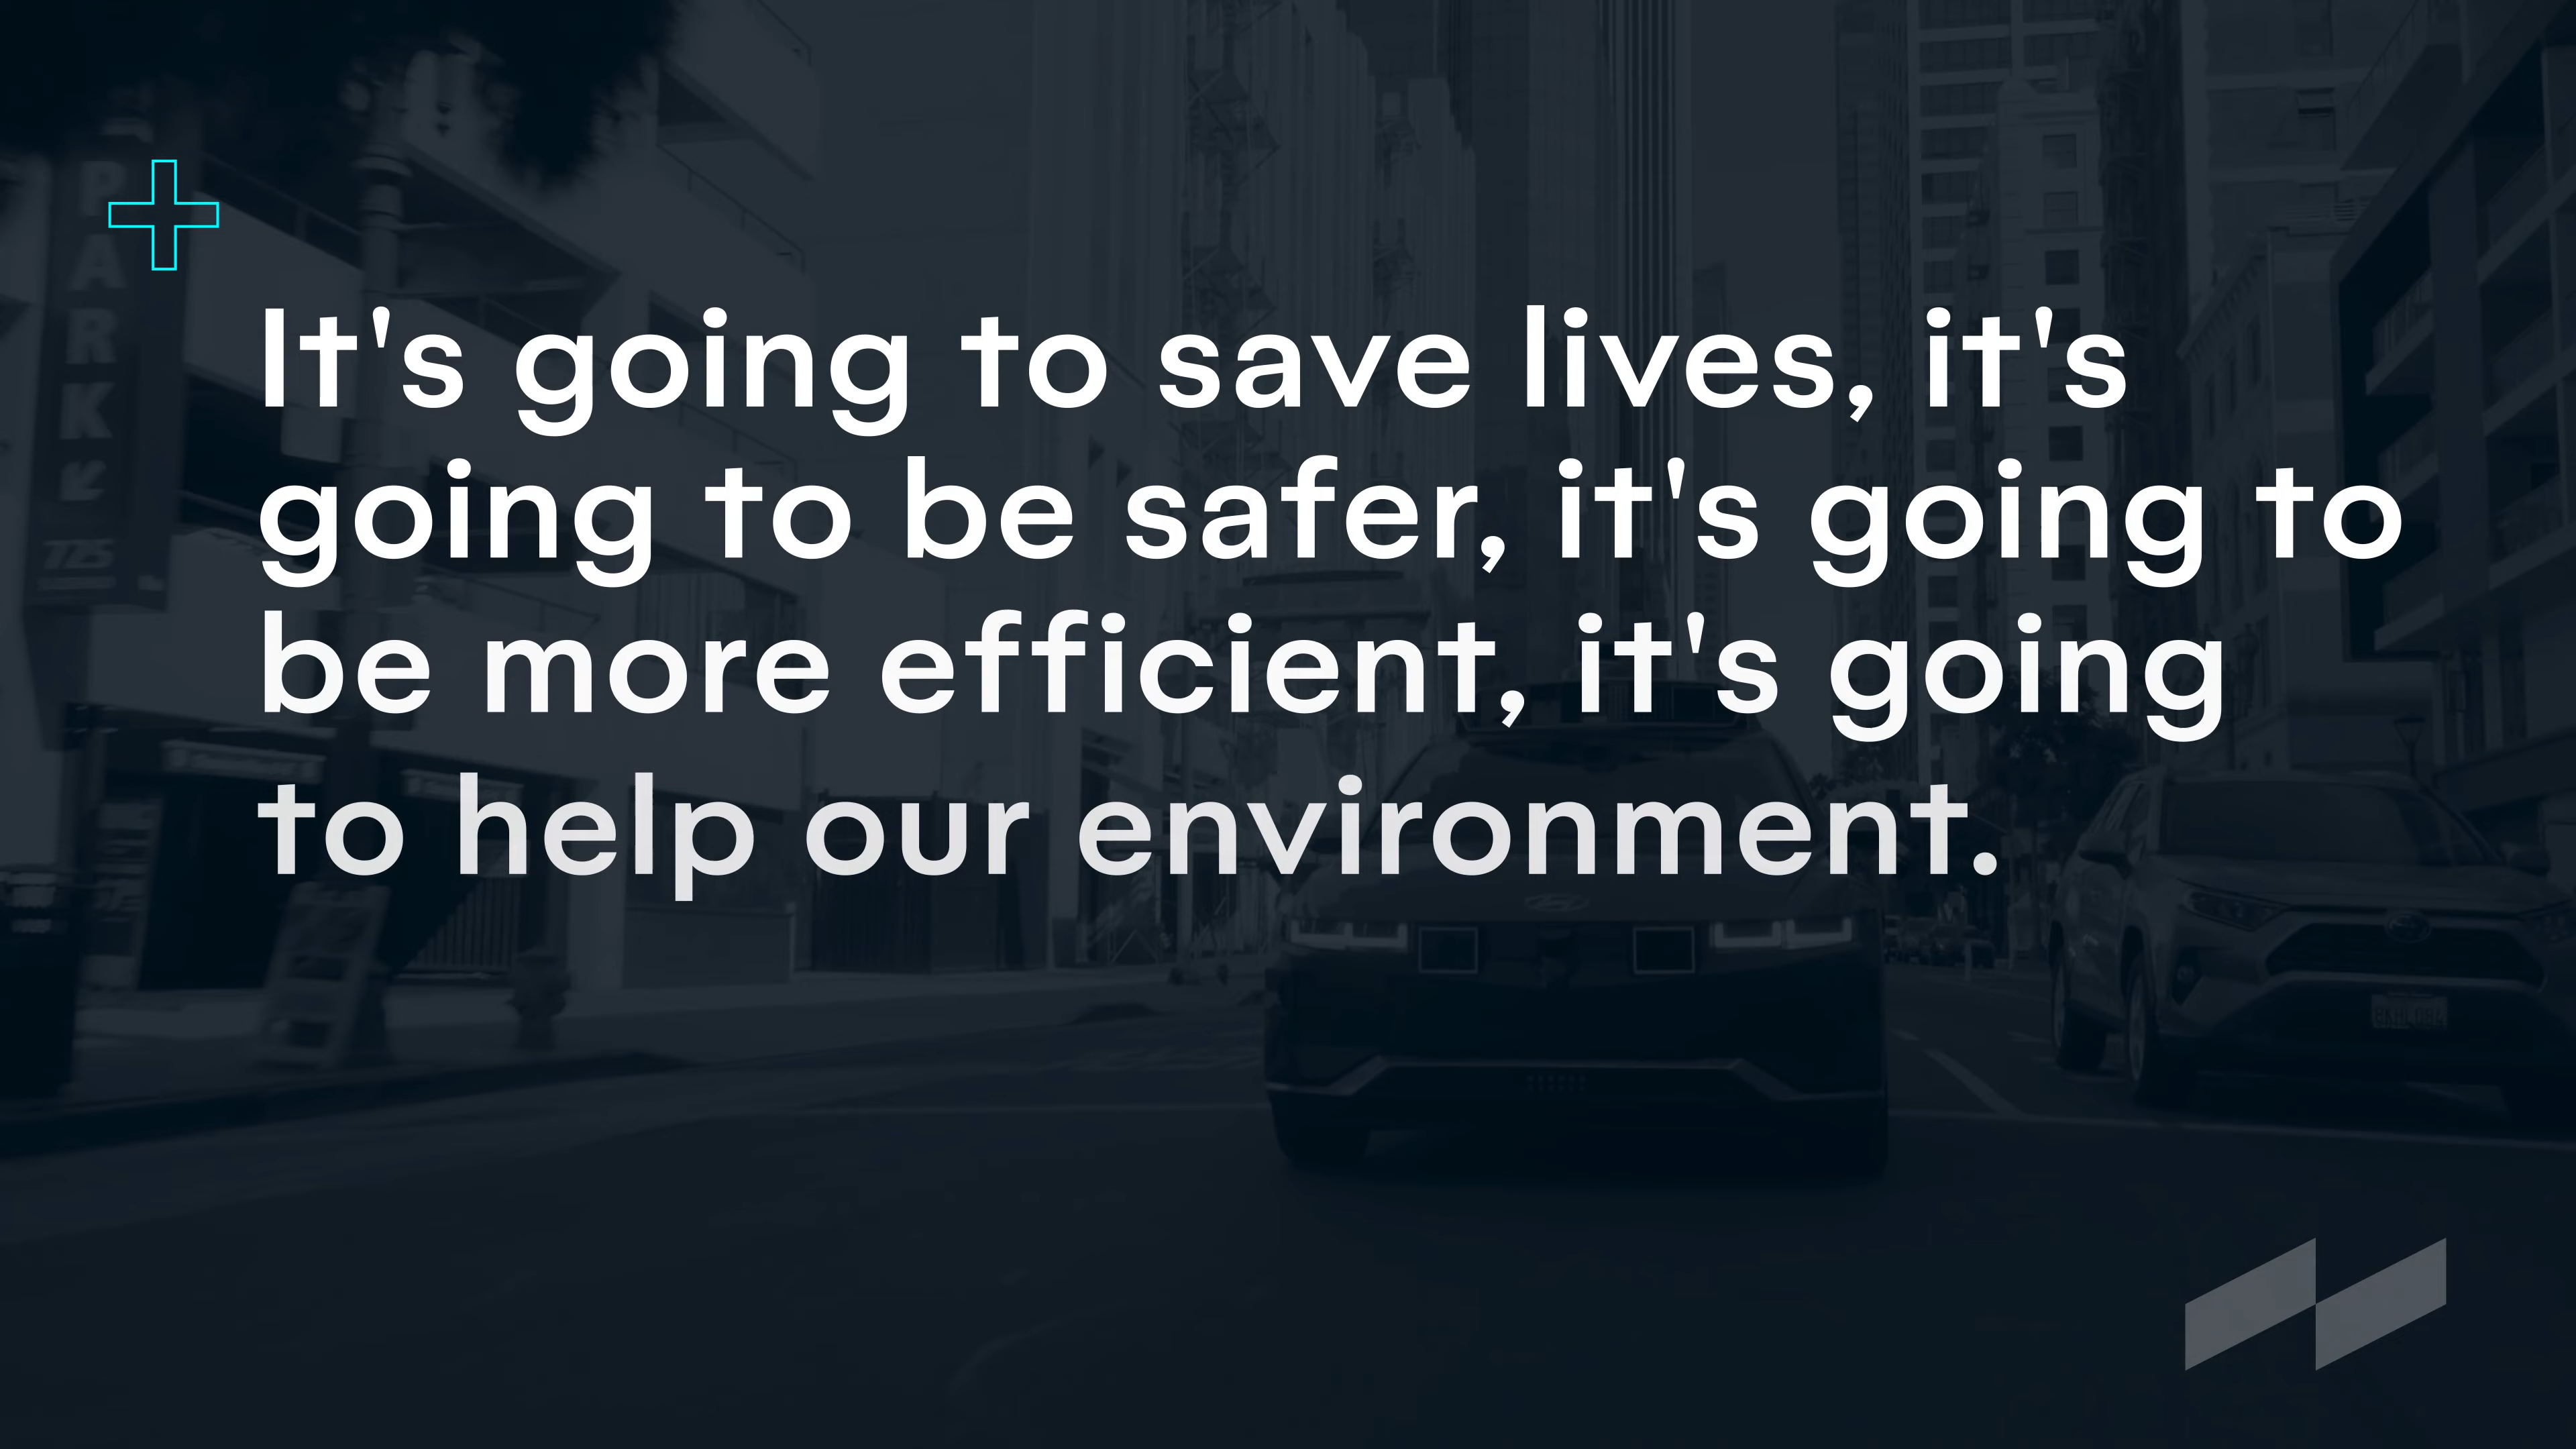 It's going to save lives, it's
going to be safer, it's going to
be more efficient, it's going
to help our environment.
PARK